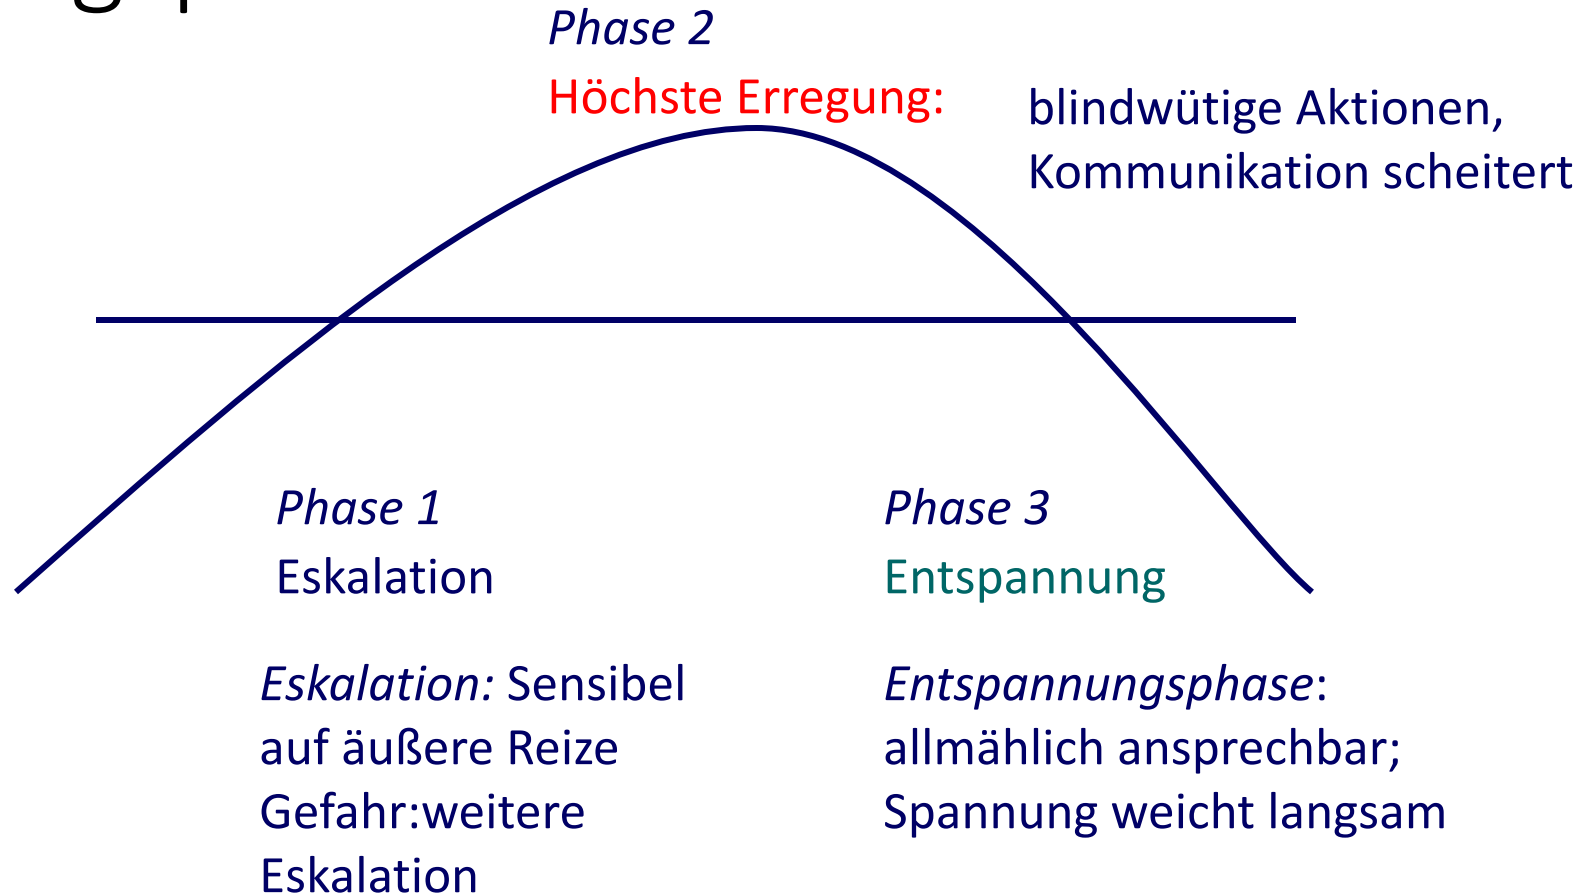 Phase 2
Höchste Erregung:
blindwütige Aktionen,
Kommunikation scheitert
Phase 1
Eskalation
Eskalation: Sensibel
auf äußere Reize
Gefahr:weitere
Eskalation
Phase 3
Entspannung
Entspannungsphase:
allmählich ansprechbar;
Spannung weicht langsam